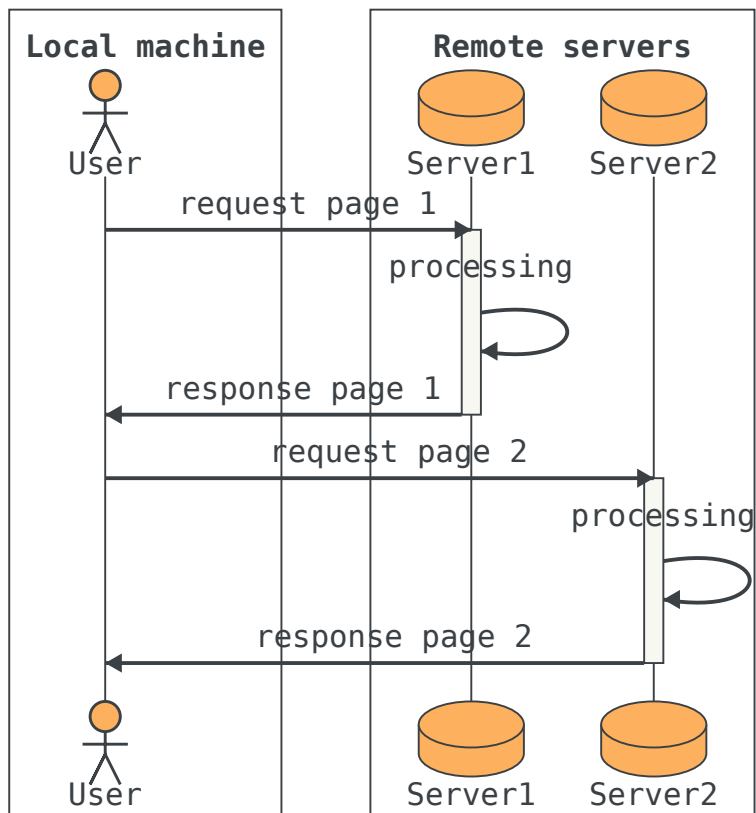 Local machine
Remote servers
User
Server1
Server2
request page 1
processing
response page 1
request page 2
processing
response page 2
User
Server1
Server2